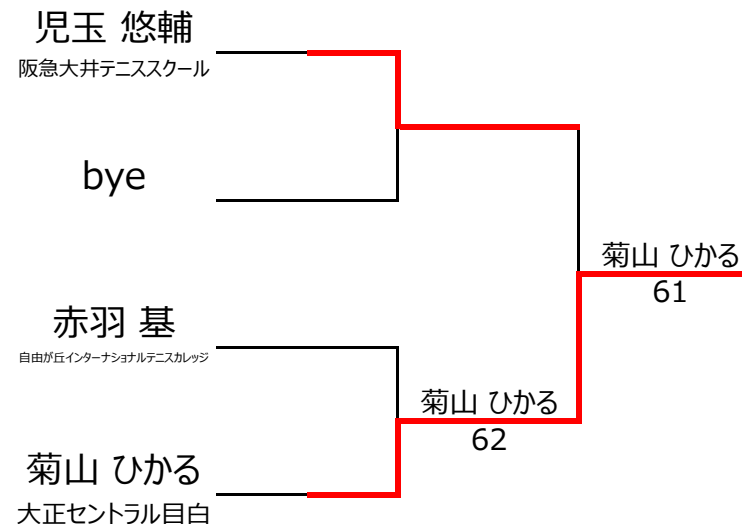 児玉 悠輔
阪急大井テニススクール
bye
菊山 ひかる
61
赤羽 基
自由が丘インターナショナルテニスカレッジ
菊山 ひかる
62
菊山 ひかる
大正セントラル目白